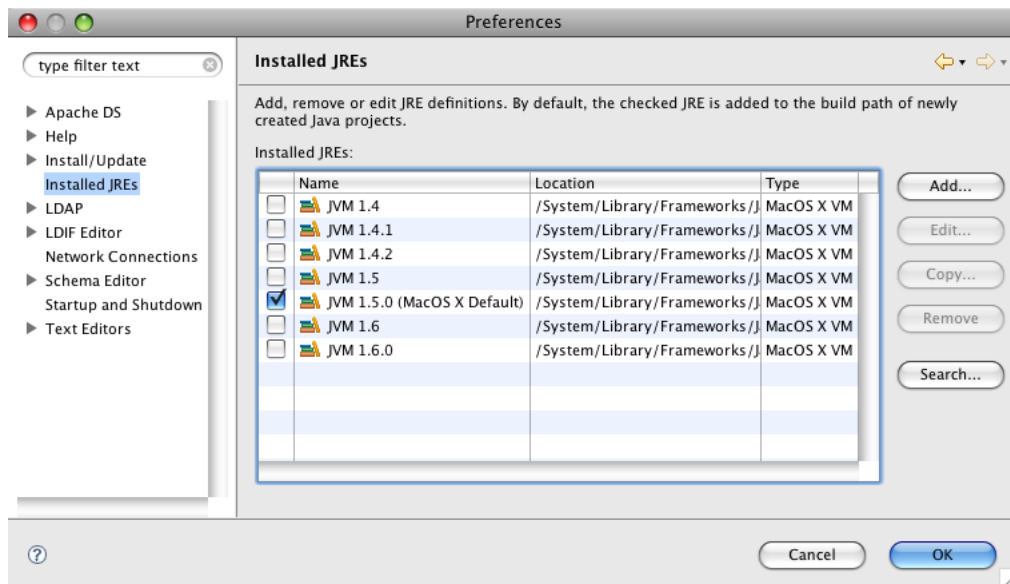 Preferences
type filter text
Apache DS
Help
Install/Update
Installed JREs
LDAP
LDIF Editor
Network Connections
Schema Editor
Startup and Shutdown
Text Editors
Installed JREs
Add, remove or edit JRE definitions. By default, the checked JRE is added to the build path of newly
created Java projects.
Installed JREs:
Name Location Type
JVM 1.4 /System/Library/Frameworks/J MacOS X VM
JVM 1.4.1 /System/Library/Frameworks/J MacOS X VM
JVM 1.4.2 /System/Library/Frameworks/J MacOS X VM
JVM 1.5 /System/Library/Frameworks/J MacOS X VM
JVM 1.5.0 (MacOS X Default) /System/Library/Frameworks/J MacOS X VM
JVM 1.6 /System/Library/Frameworks/J MacOS X VM
JVM 1.6.0 /System/Library/Frameworks/J MacOS X VM
Add...
Edit...
Copy...
Remove
Search...
?
Cancel
OK